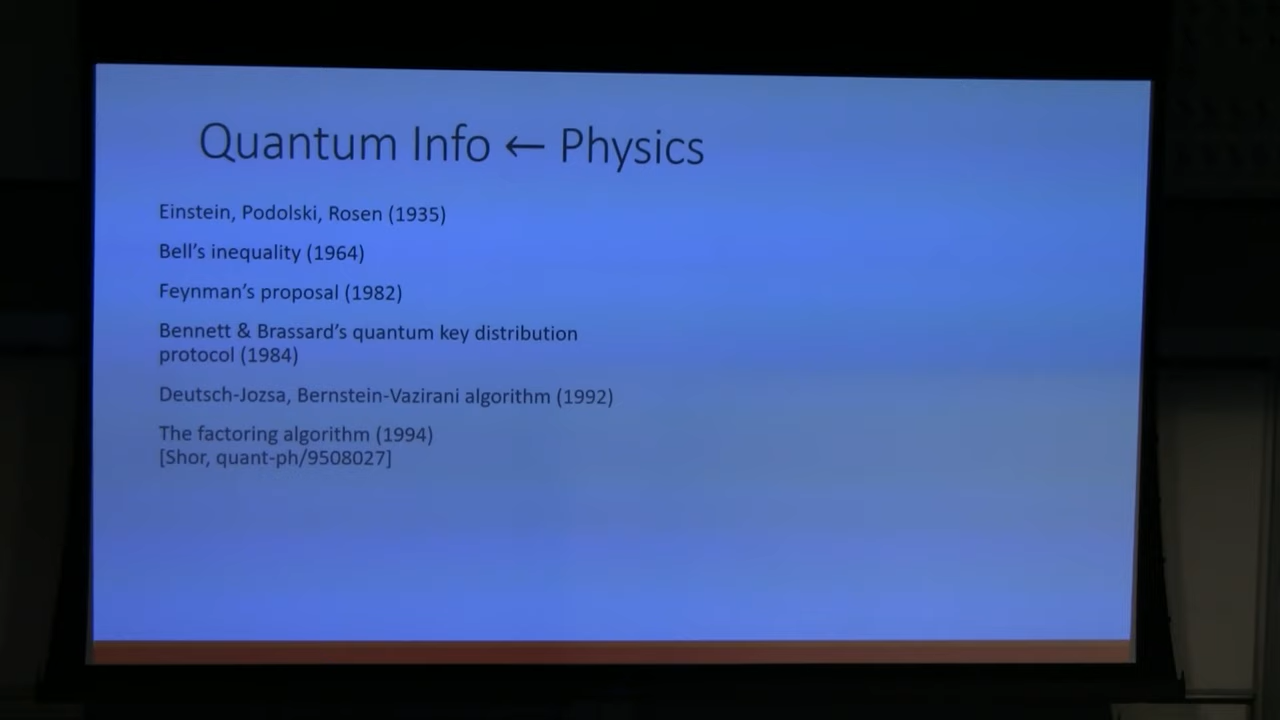 Quantum Info ← Physics
Einstein, Podolski, Rosen (1935)
Bell's inequality (1964)
Feynman's proposal (1982)
Bennett & Brassard's quantum key distribution
protocol (1984)
Deutsch-Jozsa, Bernstein-Vazirani algorithm (1992)
The factoring algorithm (1994)
[Shor, quant-ph/9508027]